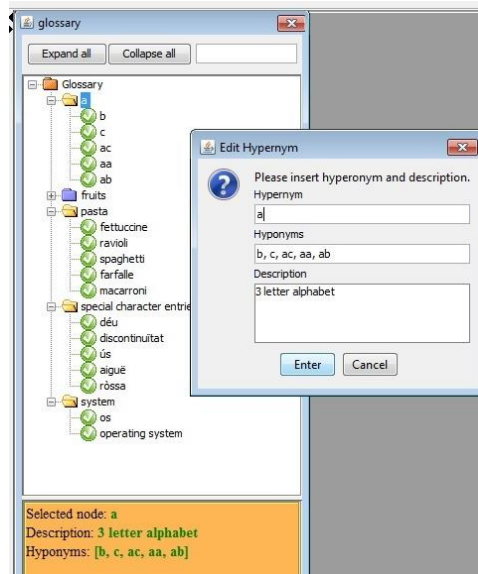 glossary
Expand all
Collapse all
Glossary
a
b
c
ac
aa
ab
fruits
pasta
fettuccine
ravioli
spaghetti
farfalle
macarroni
special character entrie
déu
discontinuïtat
ús
aiguë
ròssa
system
os
operating system
Selected node: a
Description: 3 letter alphabet
Hyponyms: [b, c, ac, aa, ab]
Edit Hypernym
Please insert hyperonym and description.
Hypernym
a
Hyponyms
b, c, ac, aa, ab
Description
3 letter alphabet
Enter
Cancel